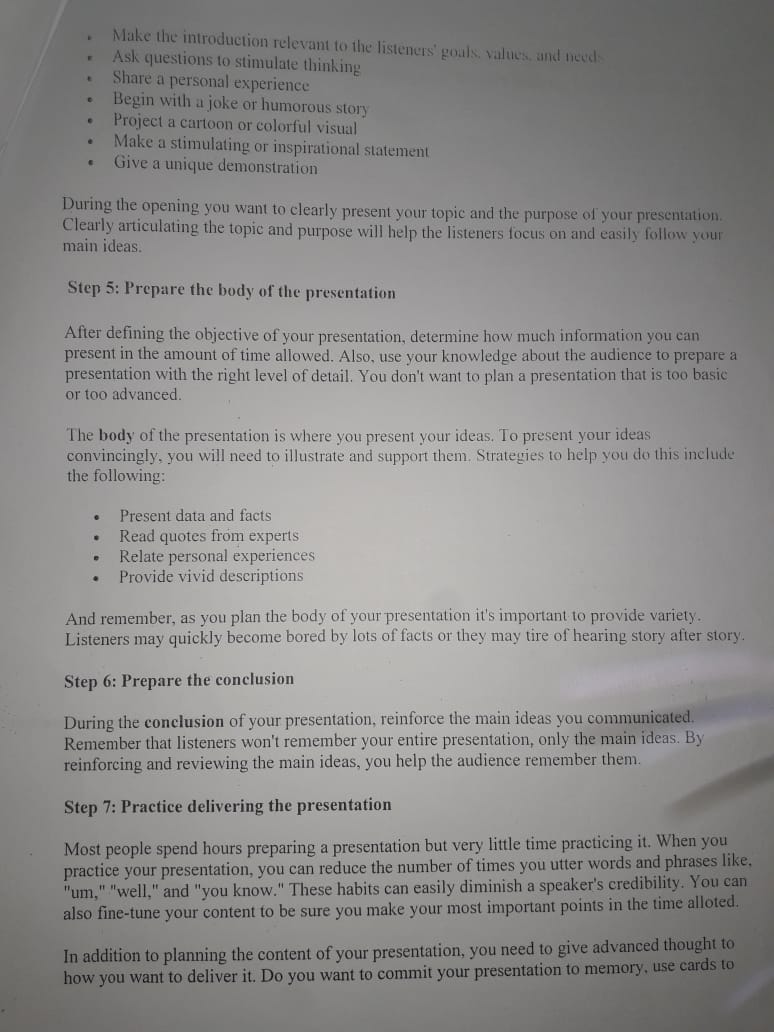 • Make the introduction relevant to the listeners' goals, values, and needs
• Ask questions to stimulate thinking
• Share a personal experience
• Begin with a joke or humorous story
• Project a cartoon or colorful visual
• Make a stimulating or inspirational statement
• Give a unique demonstration
During the opening you want to clearly present your topic and the purpose of your presentation.
Clearly articulating the topic and purpose will help the listeners focus on and easily follow your
main ideas.
Step 5: Prepare the body of the presentation
After defining the objective of your presentation, determine how much information you can
present in the amount of time allowed. Also, use your knowledge about the audience to prepare a
presentation with the right level of detail. You don't want to plan a presentation that is too basic
or too advanced.
The body of the presentation is where you present your ideas. To present your ideas
convincingly, you will need to illustrate and support them. Strategies to help you do this include
the following:
• Present data and facts
• Read quotes from experts
• Relate personal experiences
• Provide vivid descriptions
And remember, as you plan the body of your presentation it's important to provide variety.
Listeners may quickly become bored by lots of facts or they may tire of hearing story after story.
Step 6: Prepare the conclusion
During the conclusion of your presentation, reinforce the main ideas you communicated.
Remember that listeners won't remember your entire presentation, only the main ideas. By
reinforcing and reviewing the main ideas, you help the audience remember them.
Step 7: Practice delivering the presentation
Most people spend hours preparing a presentation but very little time practicing it. When you
practice your presentation, you can reduce the number of times you utter words and phrases like,
"um," "well," and "you know." These habits can easily diminish a speaker's credibility. You can
also fine-tune your content to be sure you make your most important points in the time alloted.
In addition to planning the content of your presentation, you need to give advanced thought to
how you want to deliver it. Do you want to commit your presentation to memory, use cards to